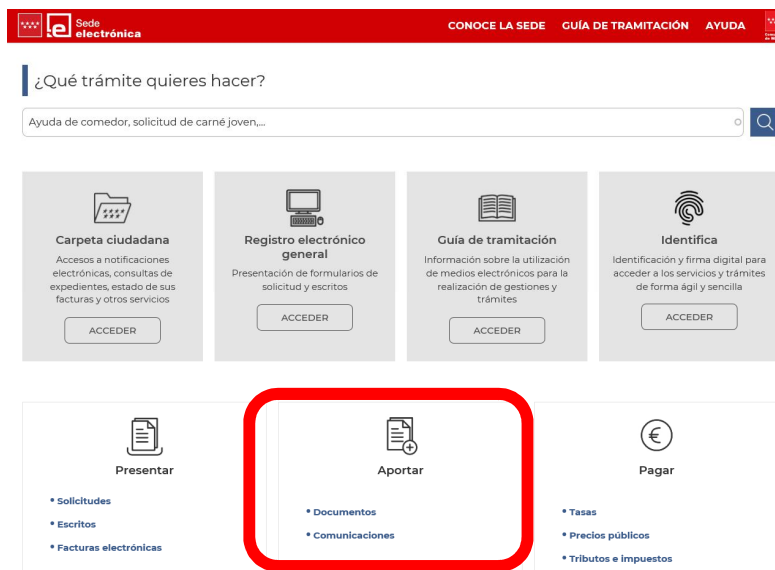 Sede
electrónica
CONOCE LA SEDE GUÍA DE TRAMITACIÓN AYUDA
¿Qué trámite quieres hacer?
Ayuda de comedor, solicitud de carné joven,...
Carpeta ciudadana
Accesos a notificaciones
electrónicas, consultas de
expedientes, estado de sus
facturas y otros servicios
ACCEDER
Registro electrónico
general
Presentación de formularios de
solicitud y escritos
ACCEDER
Guía de tramitación
Información sobre la utilización
de medios electrónicos para la
realización de gestiones y
trámites
ACCEDER
Identifica
Identificación y firma digital para
acceder a los servicios y trámites
de forma ágil y sencilla
ACCEDER
Presentar
• Solicitudes
• Escritos
• Facturas electrónicas
Aportar
• Documentos
• Comunicaciones
Pagar
• Tasas
• Precios públicos
• Tributos e impuestos